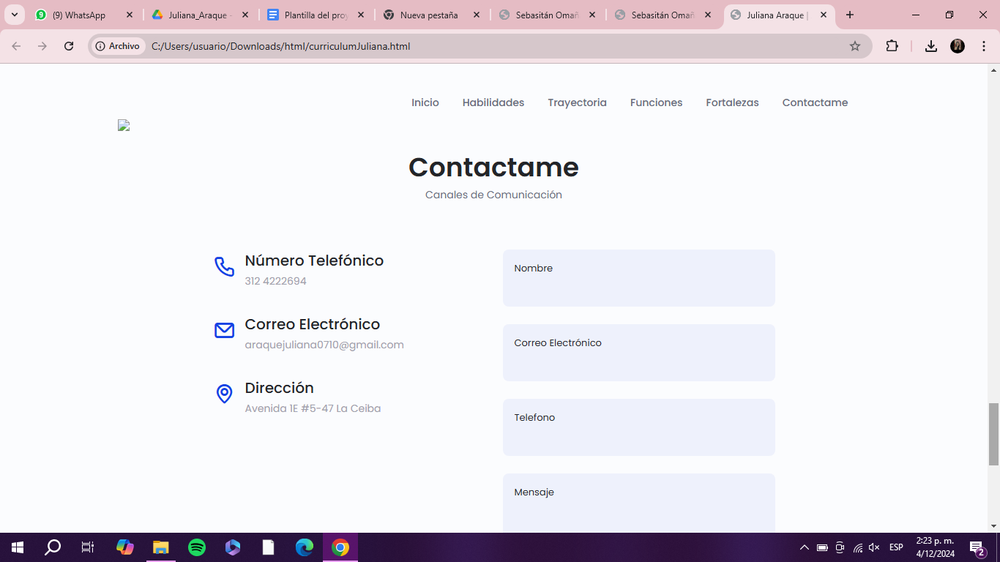 (9) WhatsApp
Juliana_Araque -
Plantilla del proy
Nueva pestaña
Sebasitán Omañ
Sebasitán Omañ
Juliana Araque |
Archivo
C:/Users/usuario/Downloads/html/curriculumJuliana.html
Inicio Habilidades Trayectoria Funciones Fortalezas Contactame
Contactame
Canales de Comunicación
Número Telefónico
312 4222694
Correo Electrónico
araquejuliana0710@gmail.com
Dirección
Avenida 1E #5-47 La Ceiba
Nombre
Correo Electrónico
Telefono
Mensaje
ESP
2:23 p. m.
4/12/2024
2